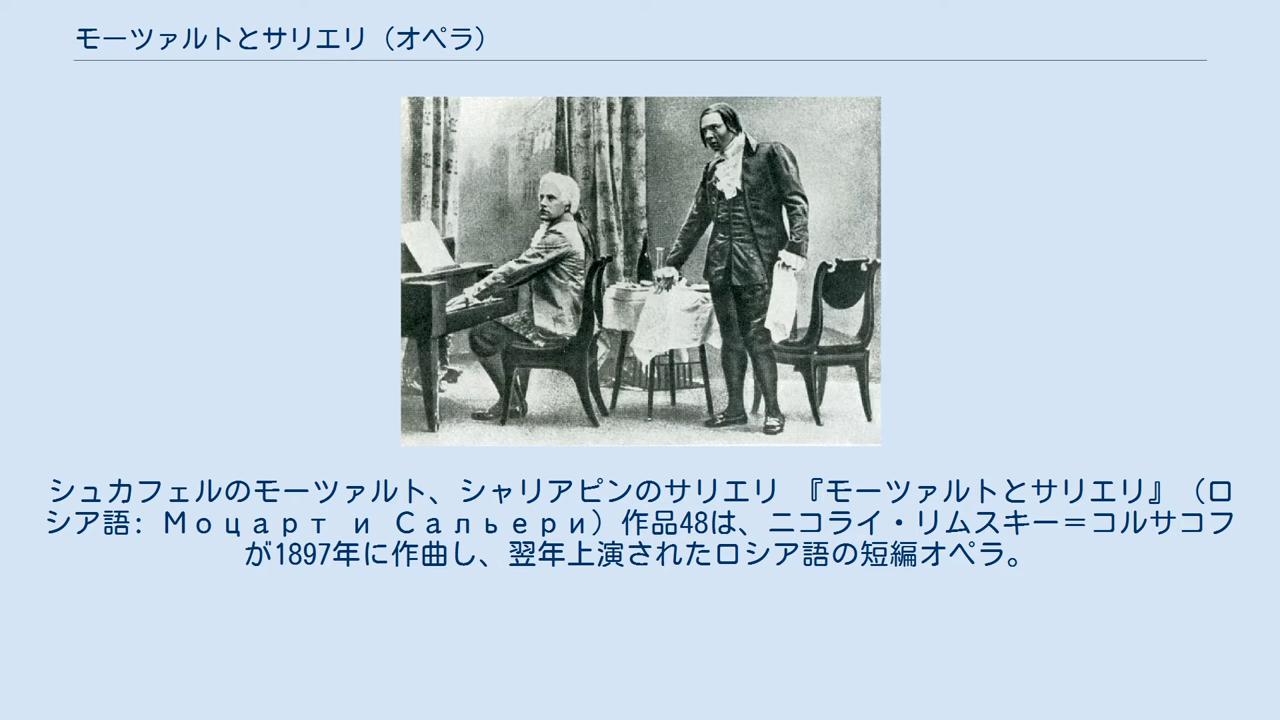 モーツァルトとサリエリ（オペラ）
シュカフェルのモーツァルト、シャリアピンのサリエリ　『モーツァルトとサリエリ』（ロ
シア語: Моцарт и Сальери）作品48は、ニコライ・リムスキー＝コルサコフ
が1897年に作曲し、翌年上演されたロシア語の短編オペラ。